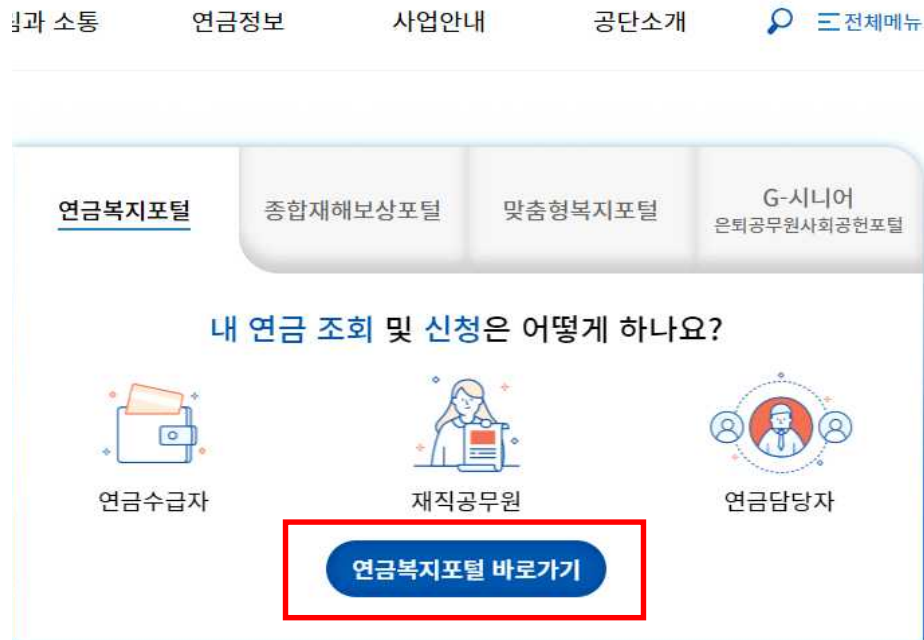 과 소통 연금정보 사업안내 공단소개 전체메뉴
연금복지포털 종합재해보상포털 맞춤형복지포털 G-시니어
은퇴공무원사회공헌포털
내 연금 조회 및 신청은 어떻게 하나요?
연금수급자 재직공무원 연금담당자
연금복지포털 바로가기